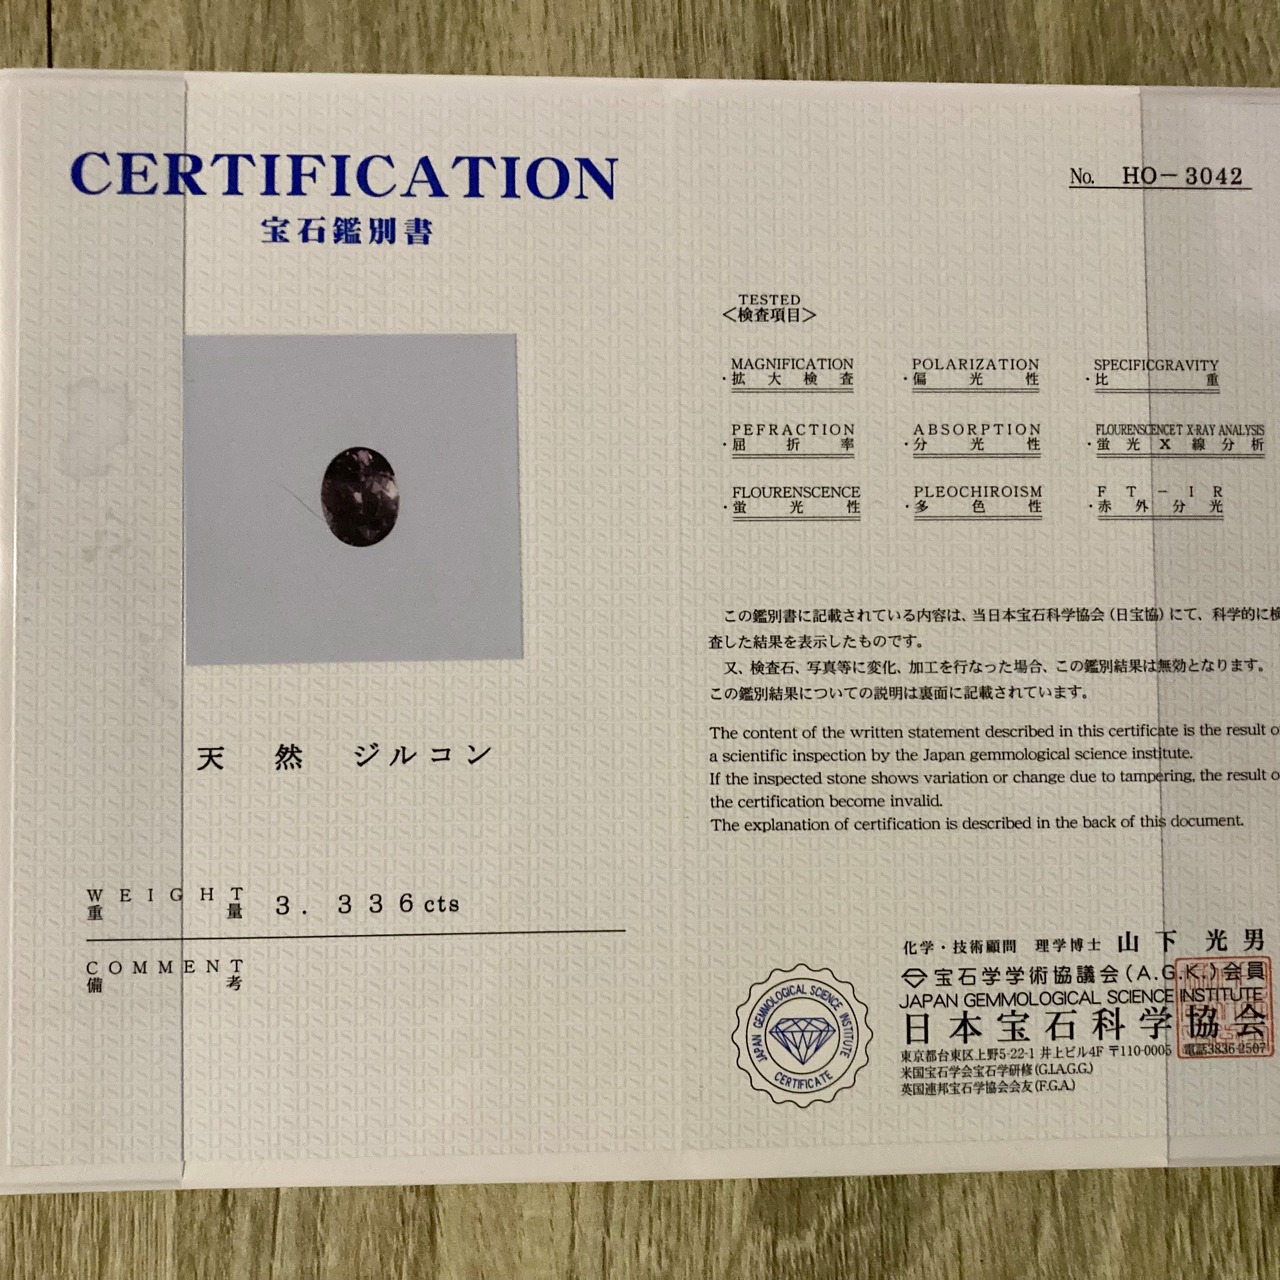 CERTIFICATION
宝石鑑別書
No. HO－3042
天 然 ジルコン
WEIGHT
重量 3.336cts
COMMENT
備考
TESTED
＜検査項目＞
MAGNIFICATION
・拡大検査
POLARIZATION
・偏光性
SPECIFICGRAVITY
・比重
PEFRACTION
・屈折率
ABSORPTION
・分光性
FLOURENSCENCET X-RAY ANALYSIS
・蛍光X線分析
FLOURENSCENCE
・蛍光性
PLEOCHIROISM
・多色性
FT-IR
・赤外分光
この鑑別書に記載されている内容は、当日本宝石科学協会（日宝協）にて、科学的に検
査した結果を表示したものです。
又、検査石、写真等に変化、加工を行なった場合、この鑑別結果は無効となります。
この鑑別結果についての説明は裏面に記載されています。
The content of the written statement described in this certificate is the result o
a scientific inspection by the Japan gemmological science institute.
If the inspected stone shows variation or change due to tampering, the result o
the certification become invalid.
The explanation of certification is described in the back of this document.
化学・技術顧問 理学博士 山下 光男
宝石学学術協議会（A.G.K.）会員
JAPAN GEMMOLOGICAL SCIENCE INSTITUTE
日本宝石科学協会
東京都台東区上野5-22-1 井上ビル4F 〒110-0005 電話3836-2507
米国宝石学会宝石学研修(G.I.A.G.G.)
英国連邦宝石学協会会友(F.G.A.)
JAPAN GEMMOLOGICAL SCIENCE INSTITUTE
CERTIFICATE